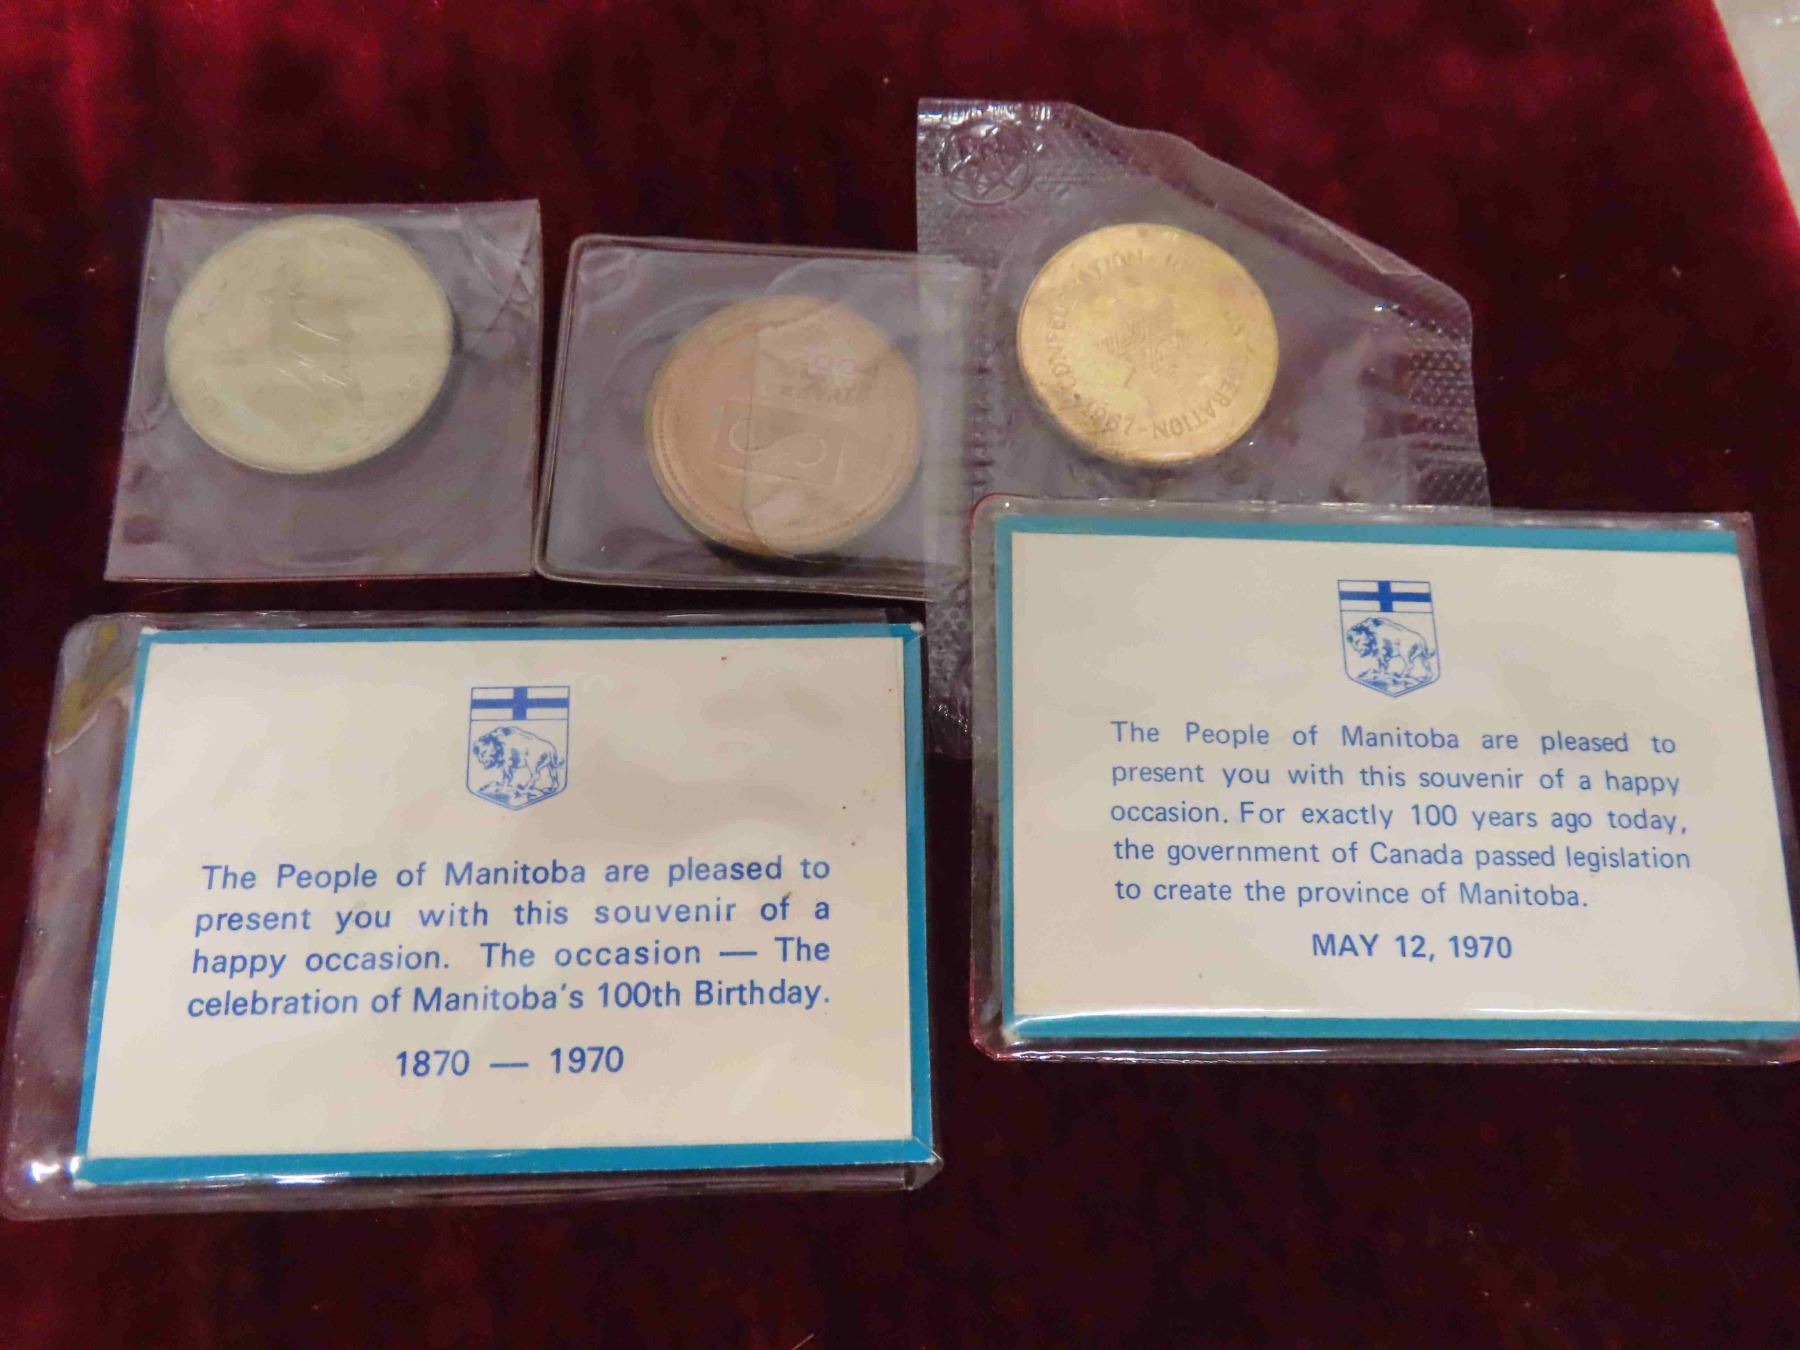 CONFEDERATION
CONFEDERATION
1967
The People of Manitoba are pleased to
present you with this souvenir of a
happy occasion. The occasion — The
celebration of Manitoba's 100th Birthday.
1870 — 1970
The People of Manitoba are pleased to
present you with this souvenir of a happy
occasion. For exactly 100 years ago today,
the government of Canada passed legislation
to create the province of Manitoba.
MAY 12, 1970